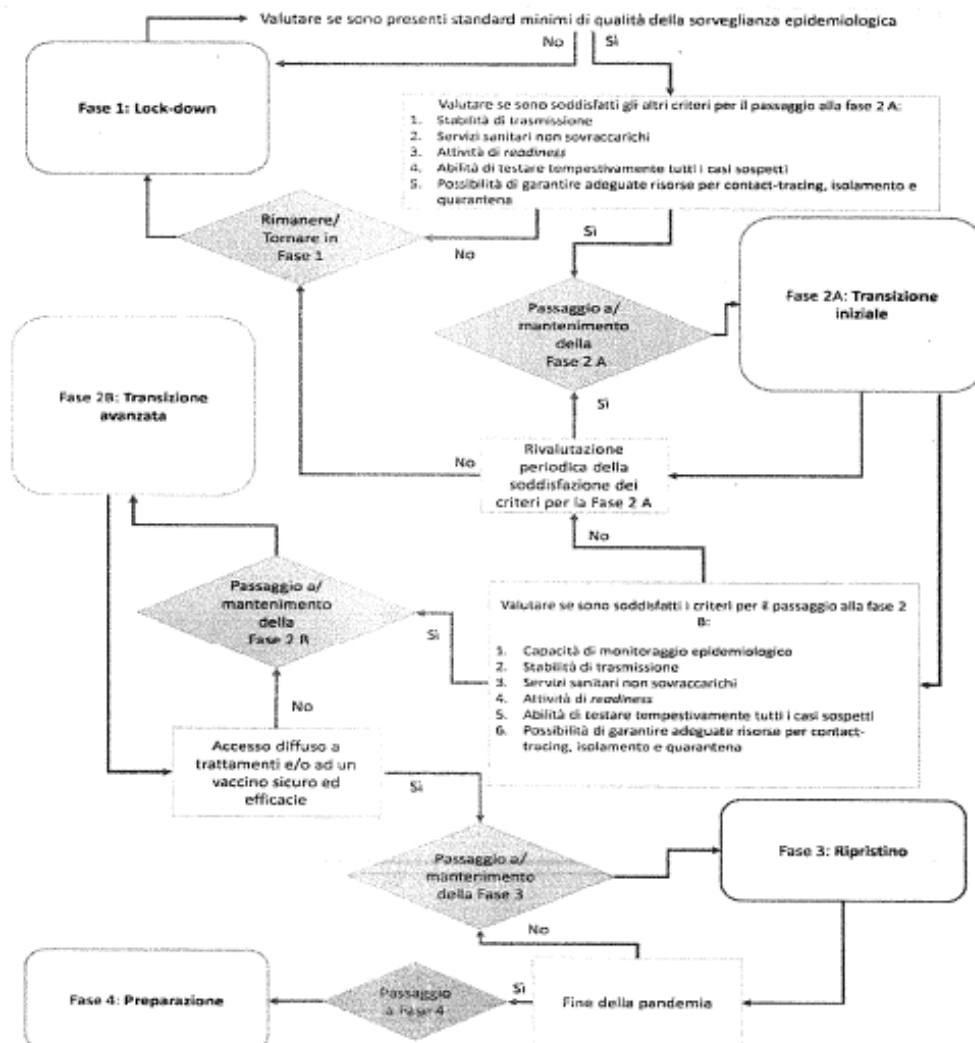 Valutare se sono presenti standard minimi di qualità della sorveglianza epidemiologica
No
Sì
Fase 1: Lock-down
Valutare se sono soddisfatti gli altri criteri per il passaggio alla fase 2 A:
1. Stabilità di trasmissione
2. Servizi sanitari non sovraccarichi
3. Attività di readiness
4. Abilità di testare tempestivamente tutti i casi sospetti
5. Possibilità di garantire adeguate risorse per contact-tracing, isolamento e
quarantena
Rimanere/
Tornare in
Fase 1
No
Sì
Passaggio a/
mantenimento
della
Fase 2 A
Fase 2A: Transizione
iniziale
Fase 2B: Transizione
avanzata
Sì
No
Rivalutazione
periodica della
soddisfazione dei
criteri per la Fase 2 A
No
Passaggio a/
mantenimento
della
Fase 2 B
Sì
Valutare se sono soddisfatti i criteri per il passaggio alla fase 2
B:
1. Capacità di monitoraggio epidemiologico
2. Stabilità di trasmissione
3. Servizi sanitari non sovraccarichi
4. Attività di readiness
5. Abilità di testare tempestivamente tutti i casi sospetti
6. Possibilità di garantire adeguate risorse per contact-
tracing, isolamento e quarantena
No
Accesso diffuso a
trattamenti e/o ad un
vaccino sicuro ed
efficacie
Sì
Passaggio a/
mantenimento
della Fase 3
Fase 3: Ripristino
No
Fase 4: Preparazione
Passaggio
a Fase 4
Sì
Fine della pandemia